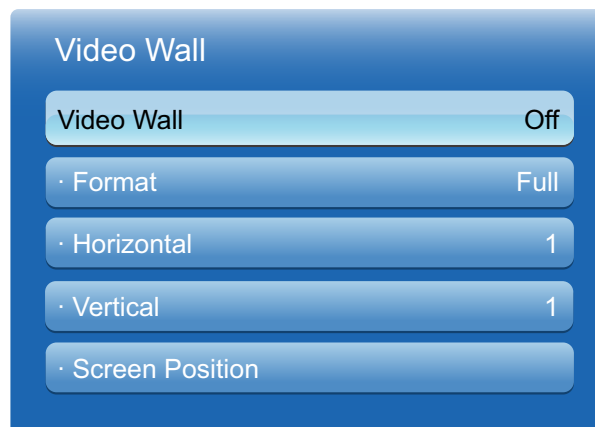 Video Wall
Video Wall Off
· Format Full
· Horizontal 1
· Vertical 1
· Screen Position